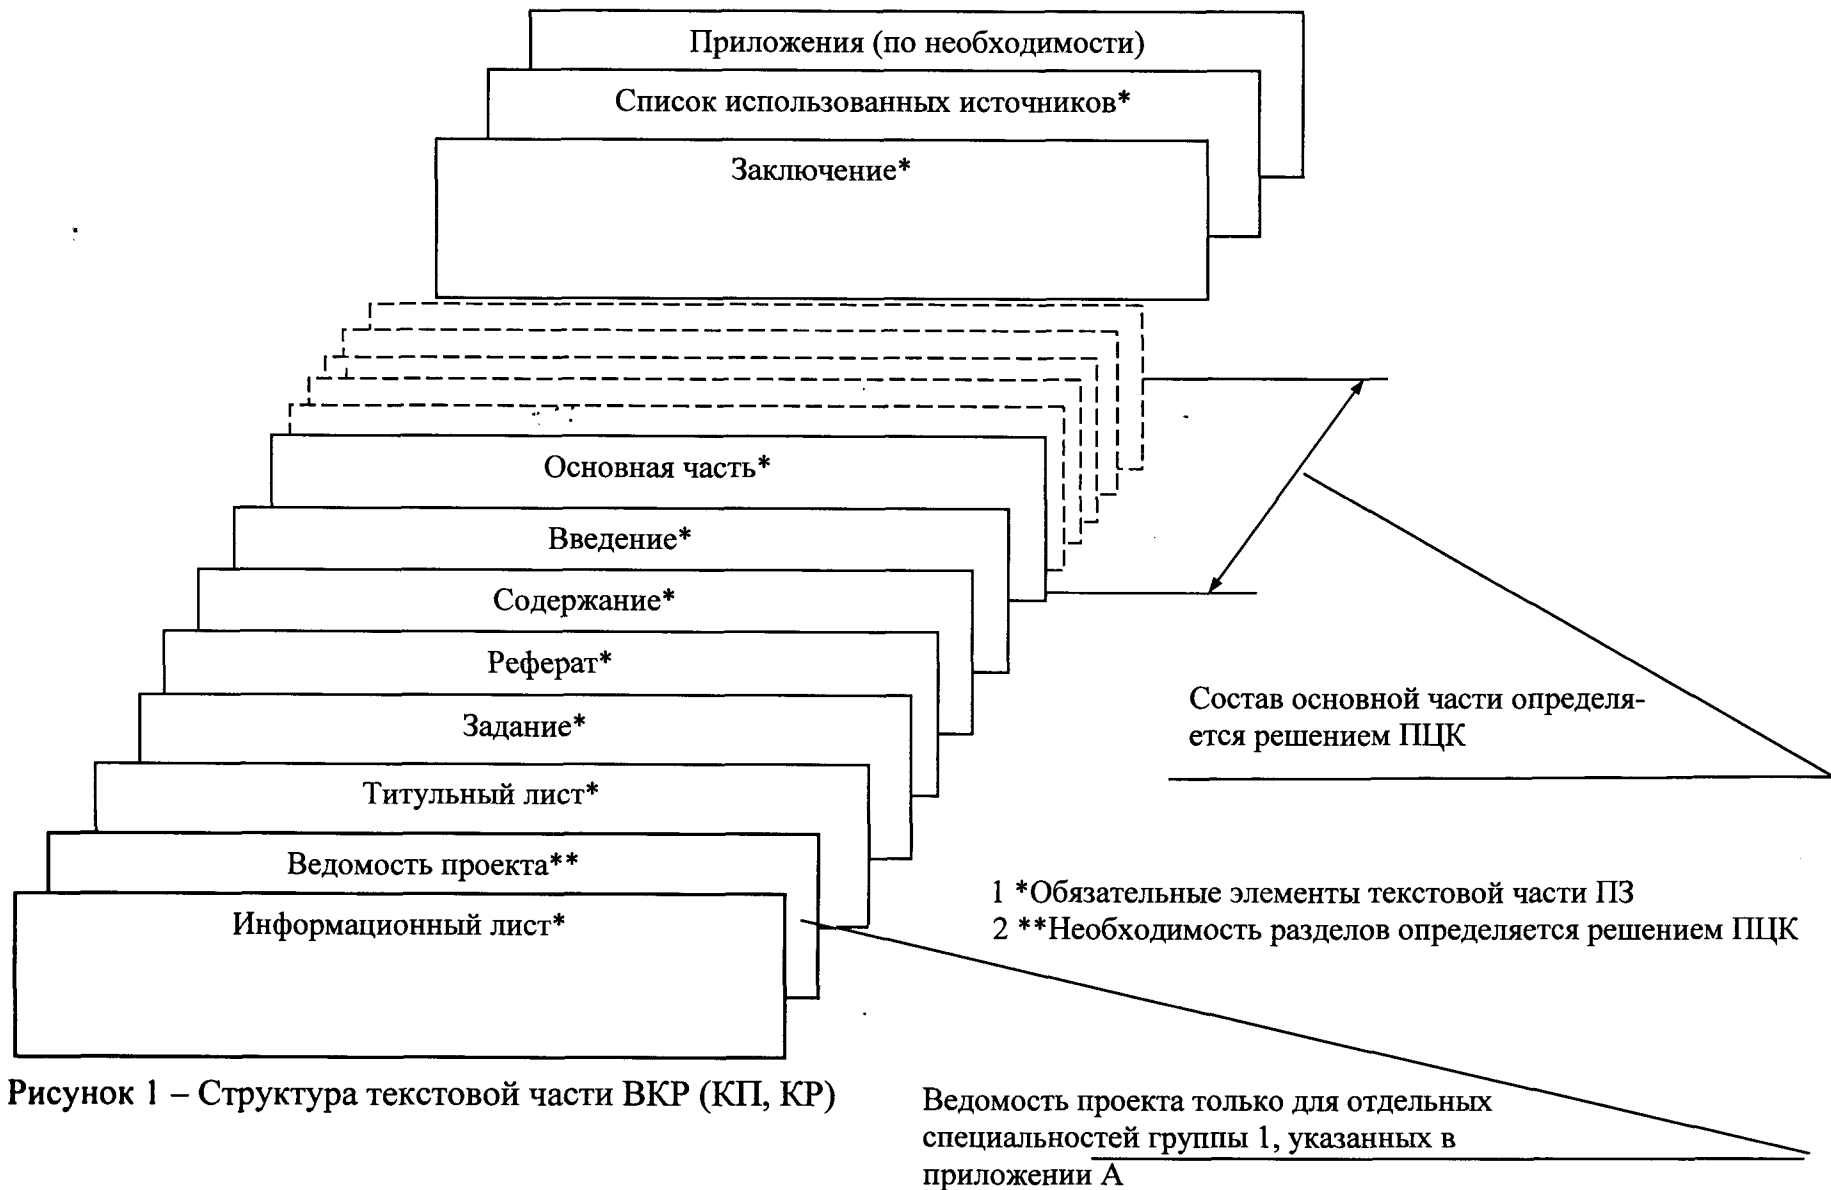 Приложения (по необходимости)
Список использованных источников*
Заключение*
Основная часть*
Введение*
Содержание*
Реферат*
Задание*
Титульный лист*
Ведомость проекта**
Информационный лист*
Состав основной части определя-
ется решением ПЦК
1 *Обязательные элементы текстовой части ПЗ
2 **Необходимость разделов определяется решением ПЦК
Рисунок 1 – Структура текстовой части ВКР (КП, КР)
Ведомость проекта только для отдельных
специальностей группы 1, указанных в
приложении А